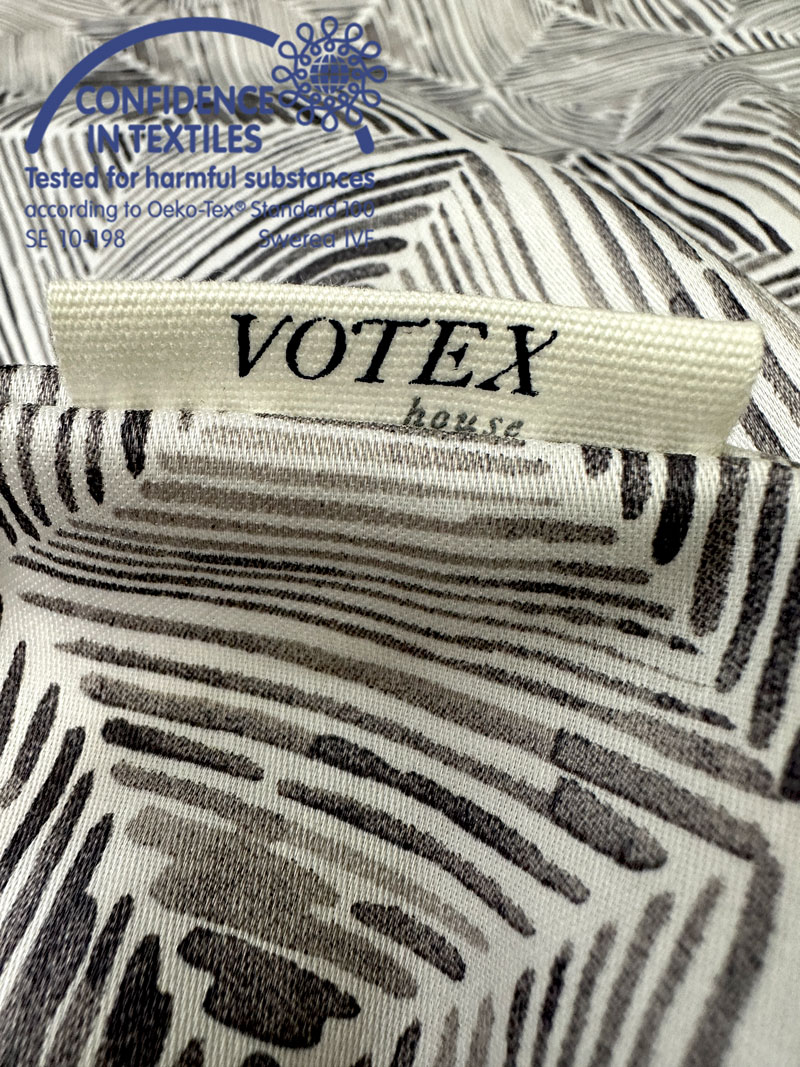 CONFIDENCE
IN TEXTILES
Tested for harmful substances
according to Oeko-Tex® Standard 100
SE 10-198 Swerea IVF
VOTEX
house